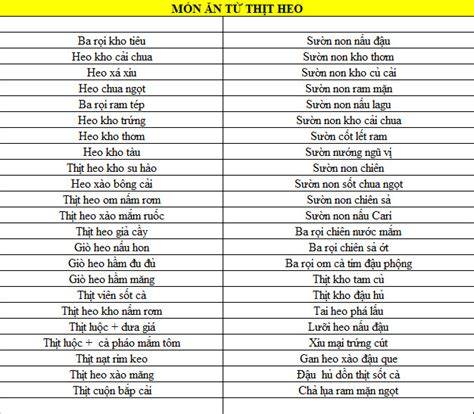 MÓN ĂN TỪ THỊT HEO
Ba rọi kho tiêu
Sườn non nấu đậu
Heo kho cải chua
Sườn non kho thơm
Heo xá xíu
Sườn non kho củ cải
Heo chua ngọt
Sườn non ram mặn
Ba rọi ram tép
Sườn non nấu lagu
Heo kho trứng
Sườn non kho cải chua
Heo kho thơm
Sườn cốt lết ram
Heo kho tàu
Sườn nướng ngũ vị
Thịt heo kho su hào
Sườn non chiên
Heo xào bông cải
Sườn non sốt chua ngọt
Thịt heo om nấm rơm
Sườn non chiên sả
Thịt heo xào mắm ruốc
Sườn non nấu Cari
Thịt heo giả cầy
Ba rọi chiên nước mắm
Giò heo nấu hon
Ba rọi chiên sả ớt
Giò heo hầm đu đủ
Ba rọi om cà tím đậu phộng
Giò heo hầm măng
Thịt kho tam củ
Thịt viên sốt cà
Thịt kho đậu hủ
Thịt heo kho nấm rơm
Tai heo phá lấu
Thịt luộc + dưa giá
Lưỡi heo nấu đậu
Thịt luộc + cà pháo mắm tôm
Xíu mại trứng cút
Thịt nạt rim keo
Gan heo xào đậu que
Thịt heo xào măng
Đậu hủ dồn thịt sốt cà
Thịt cuộn bắp cải
Chả lụa ram mặn ngọt